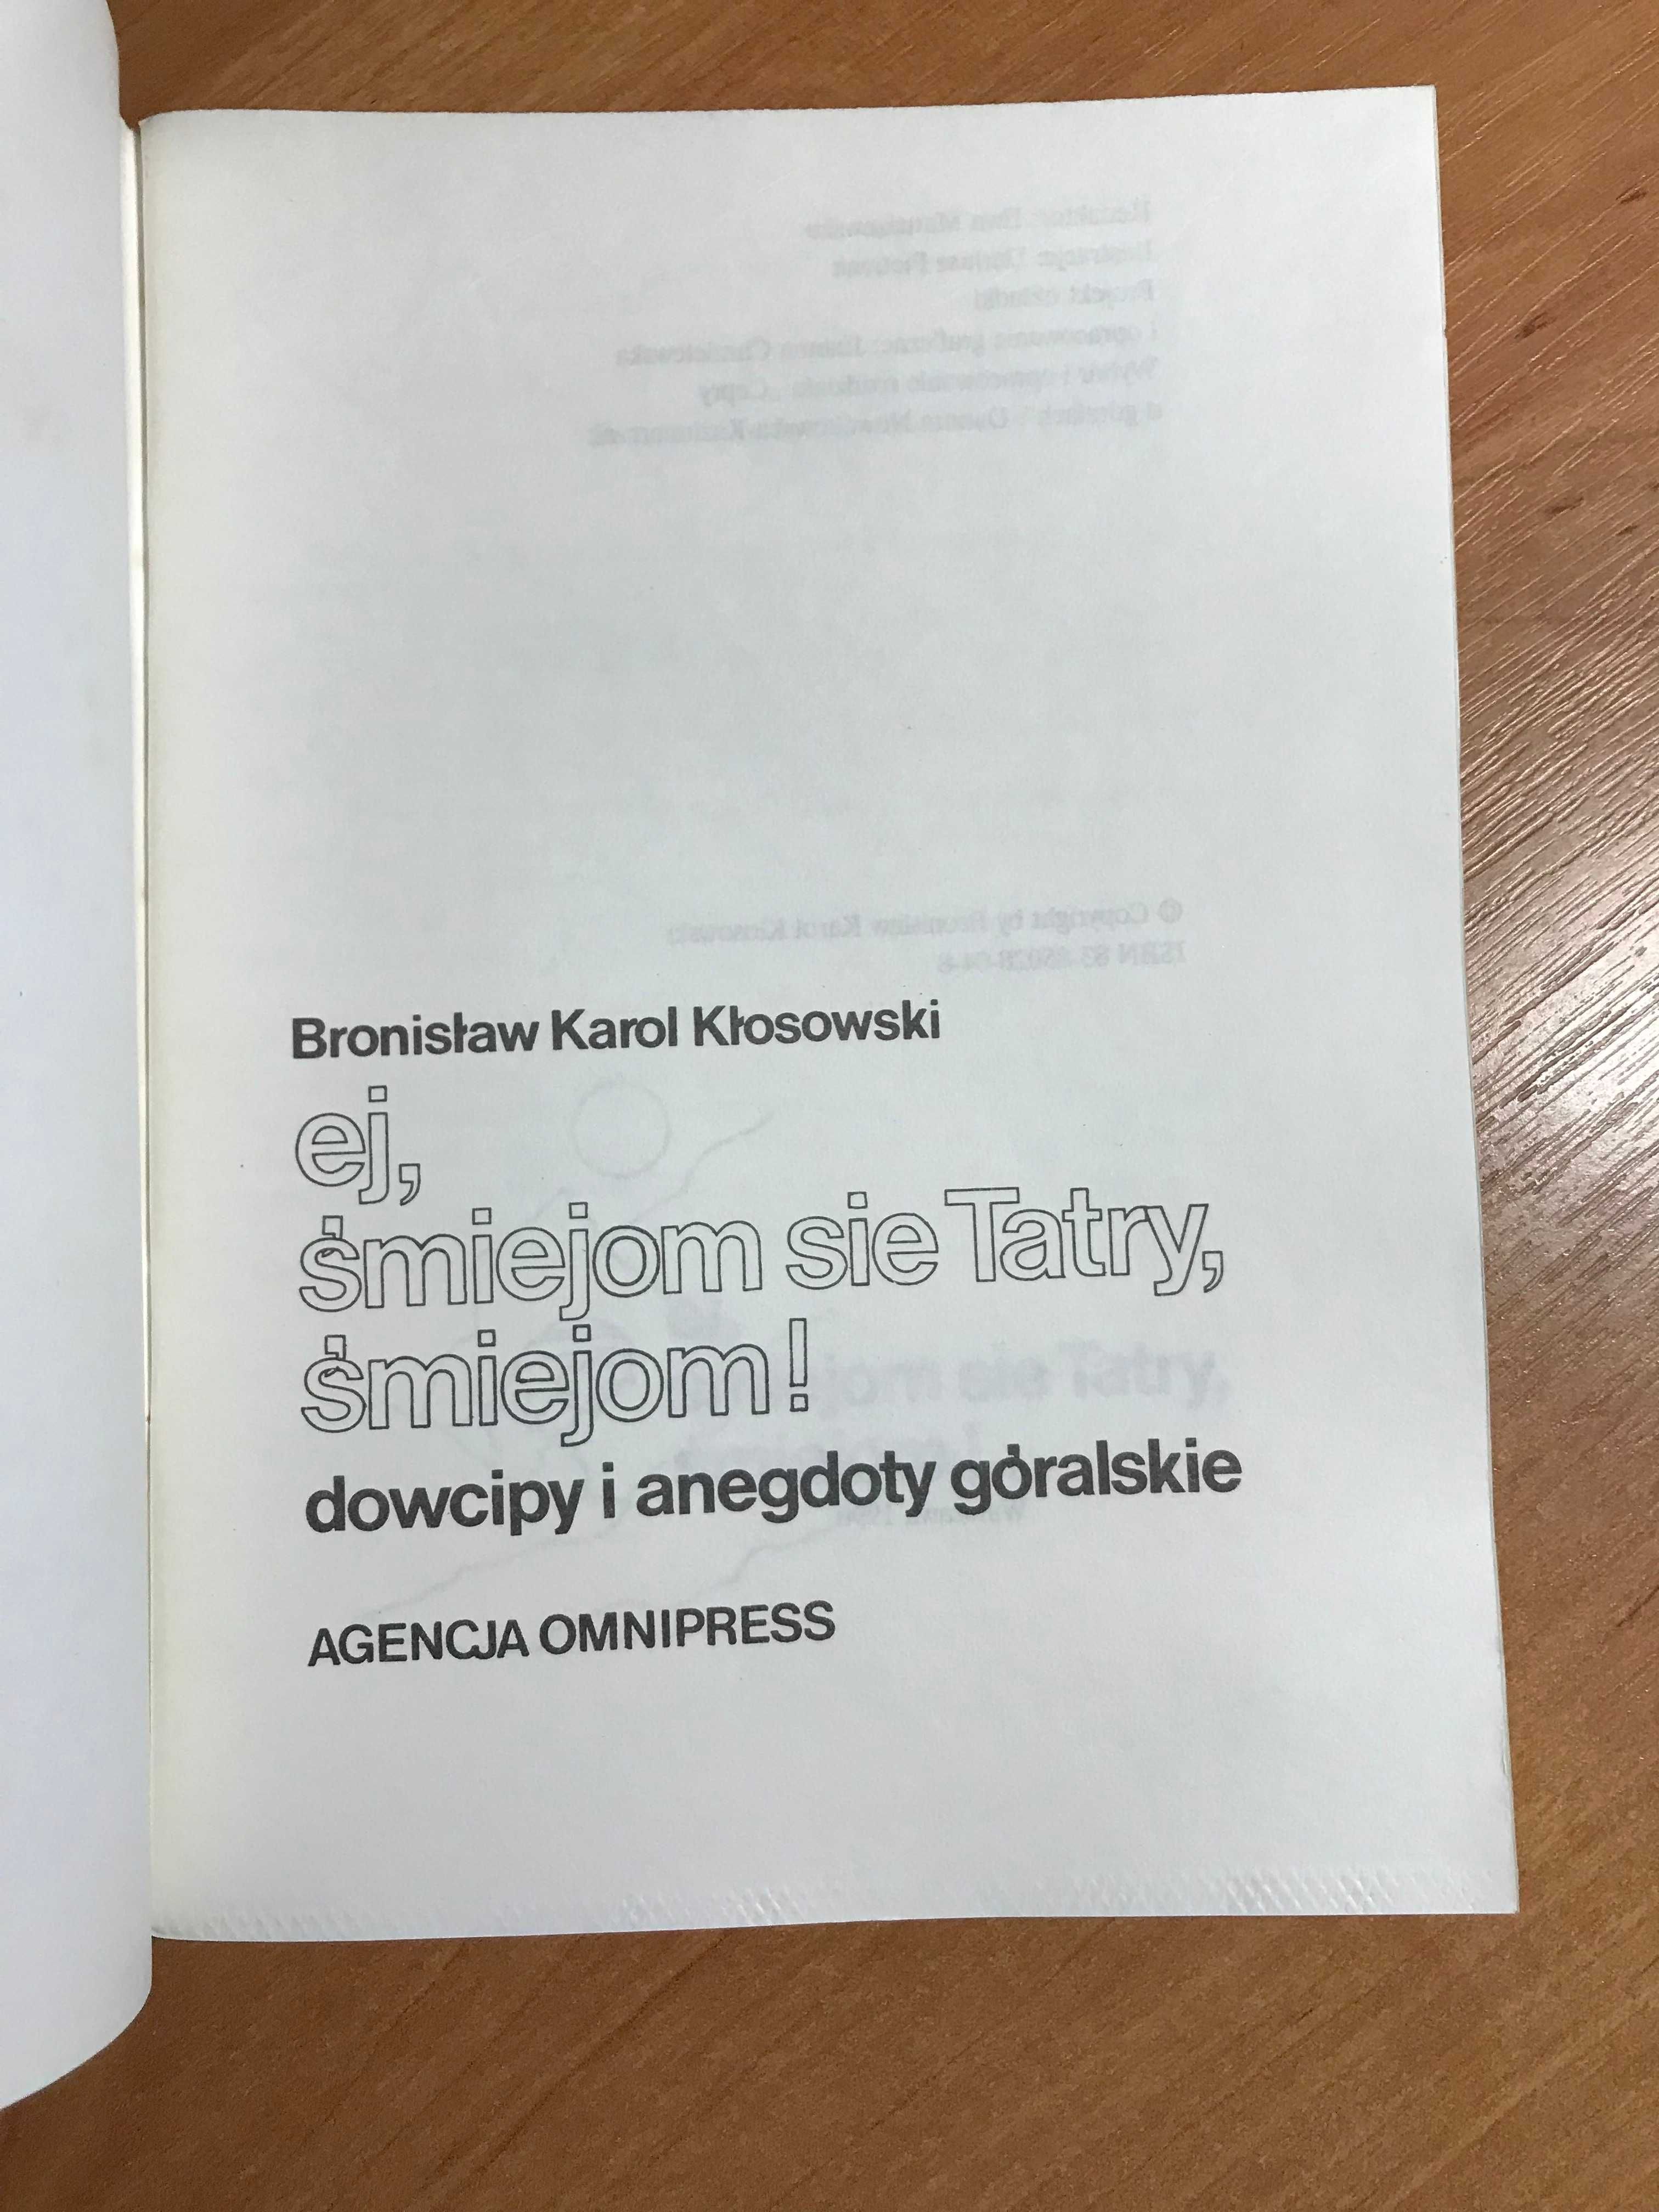 Bronisław Karol Kłosowski
ej,
śmiejom sie Tatry,
śmiejom!
dowcipy i anegdoty góralskie
AGENCJA OMNIPRESS